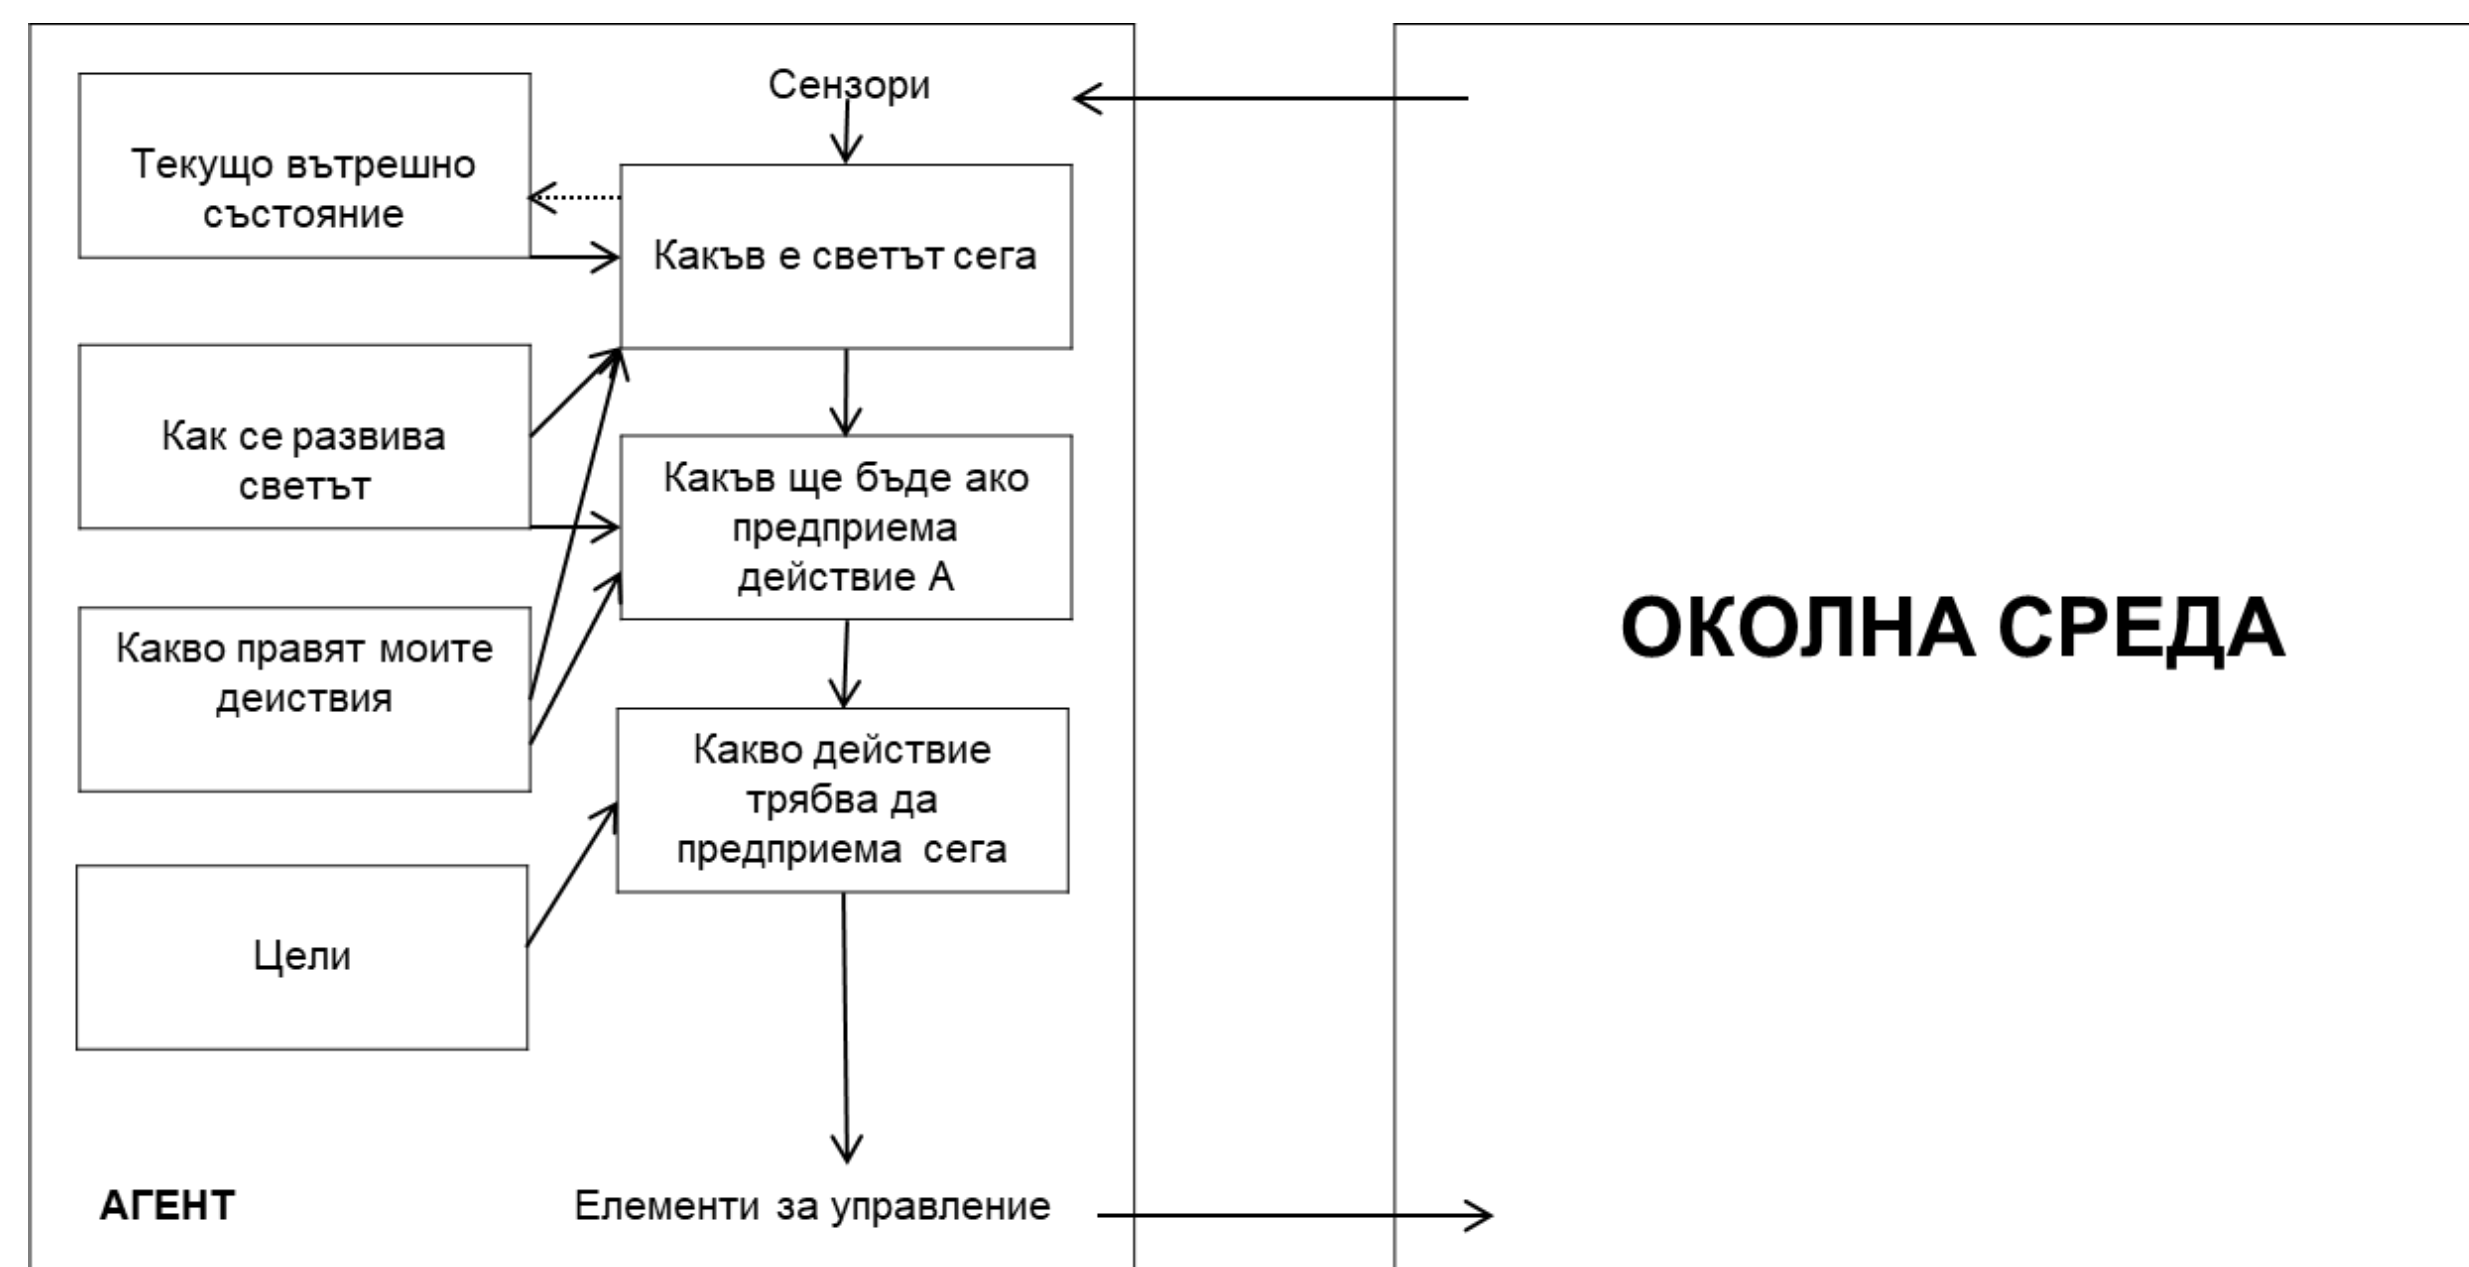 Сензори
Текущо вътрешно
състояние
Какъв е светът сега
Как се развива
светът
Какъв ще бъде ако
предприема
действие А
Какво правят моите
деиствия
Какво действие
трябва да
предприема сега
Цели
АГЕНТ
Елементи за управление
ОКОЛНА СРЕДА